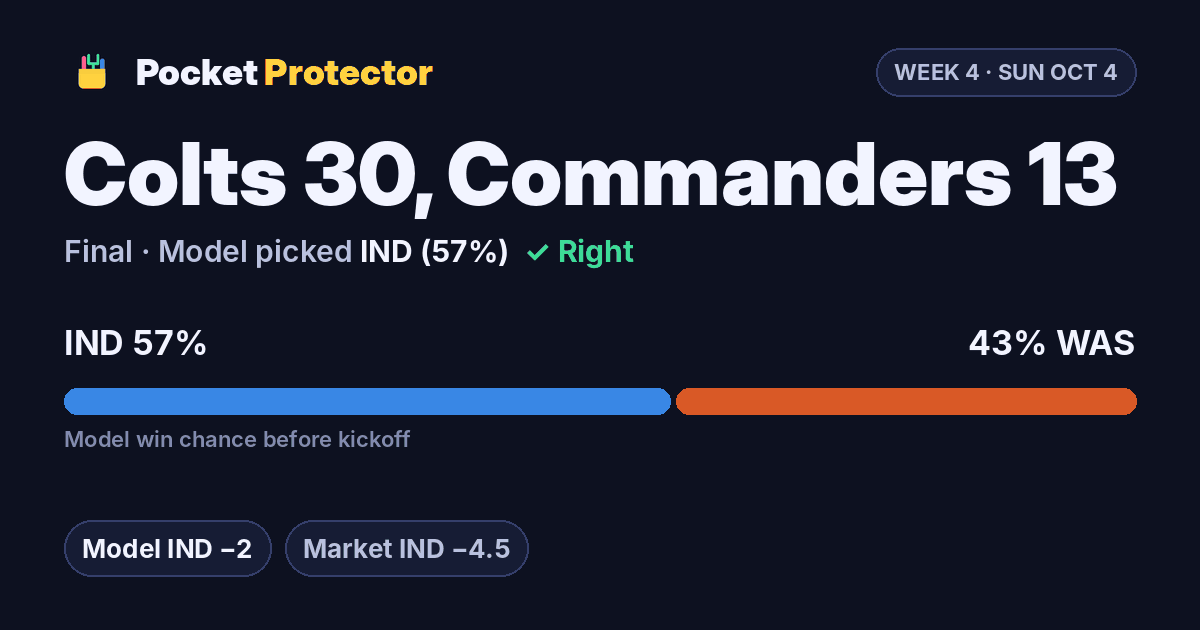 Pocket Protector
WEEK 4 · SUN OCT 4
Colts 30, Commanders 13
Final · Model picked IND (57%) ✓ Right
IND 57%
43% WAS
Model win chance before kickoff
Model IND −2
Market IND −4.5